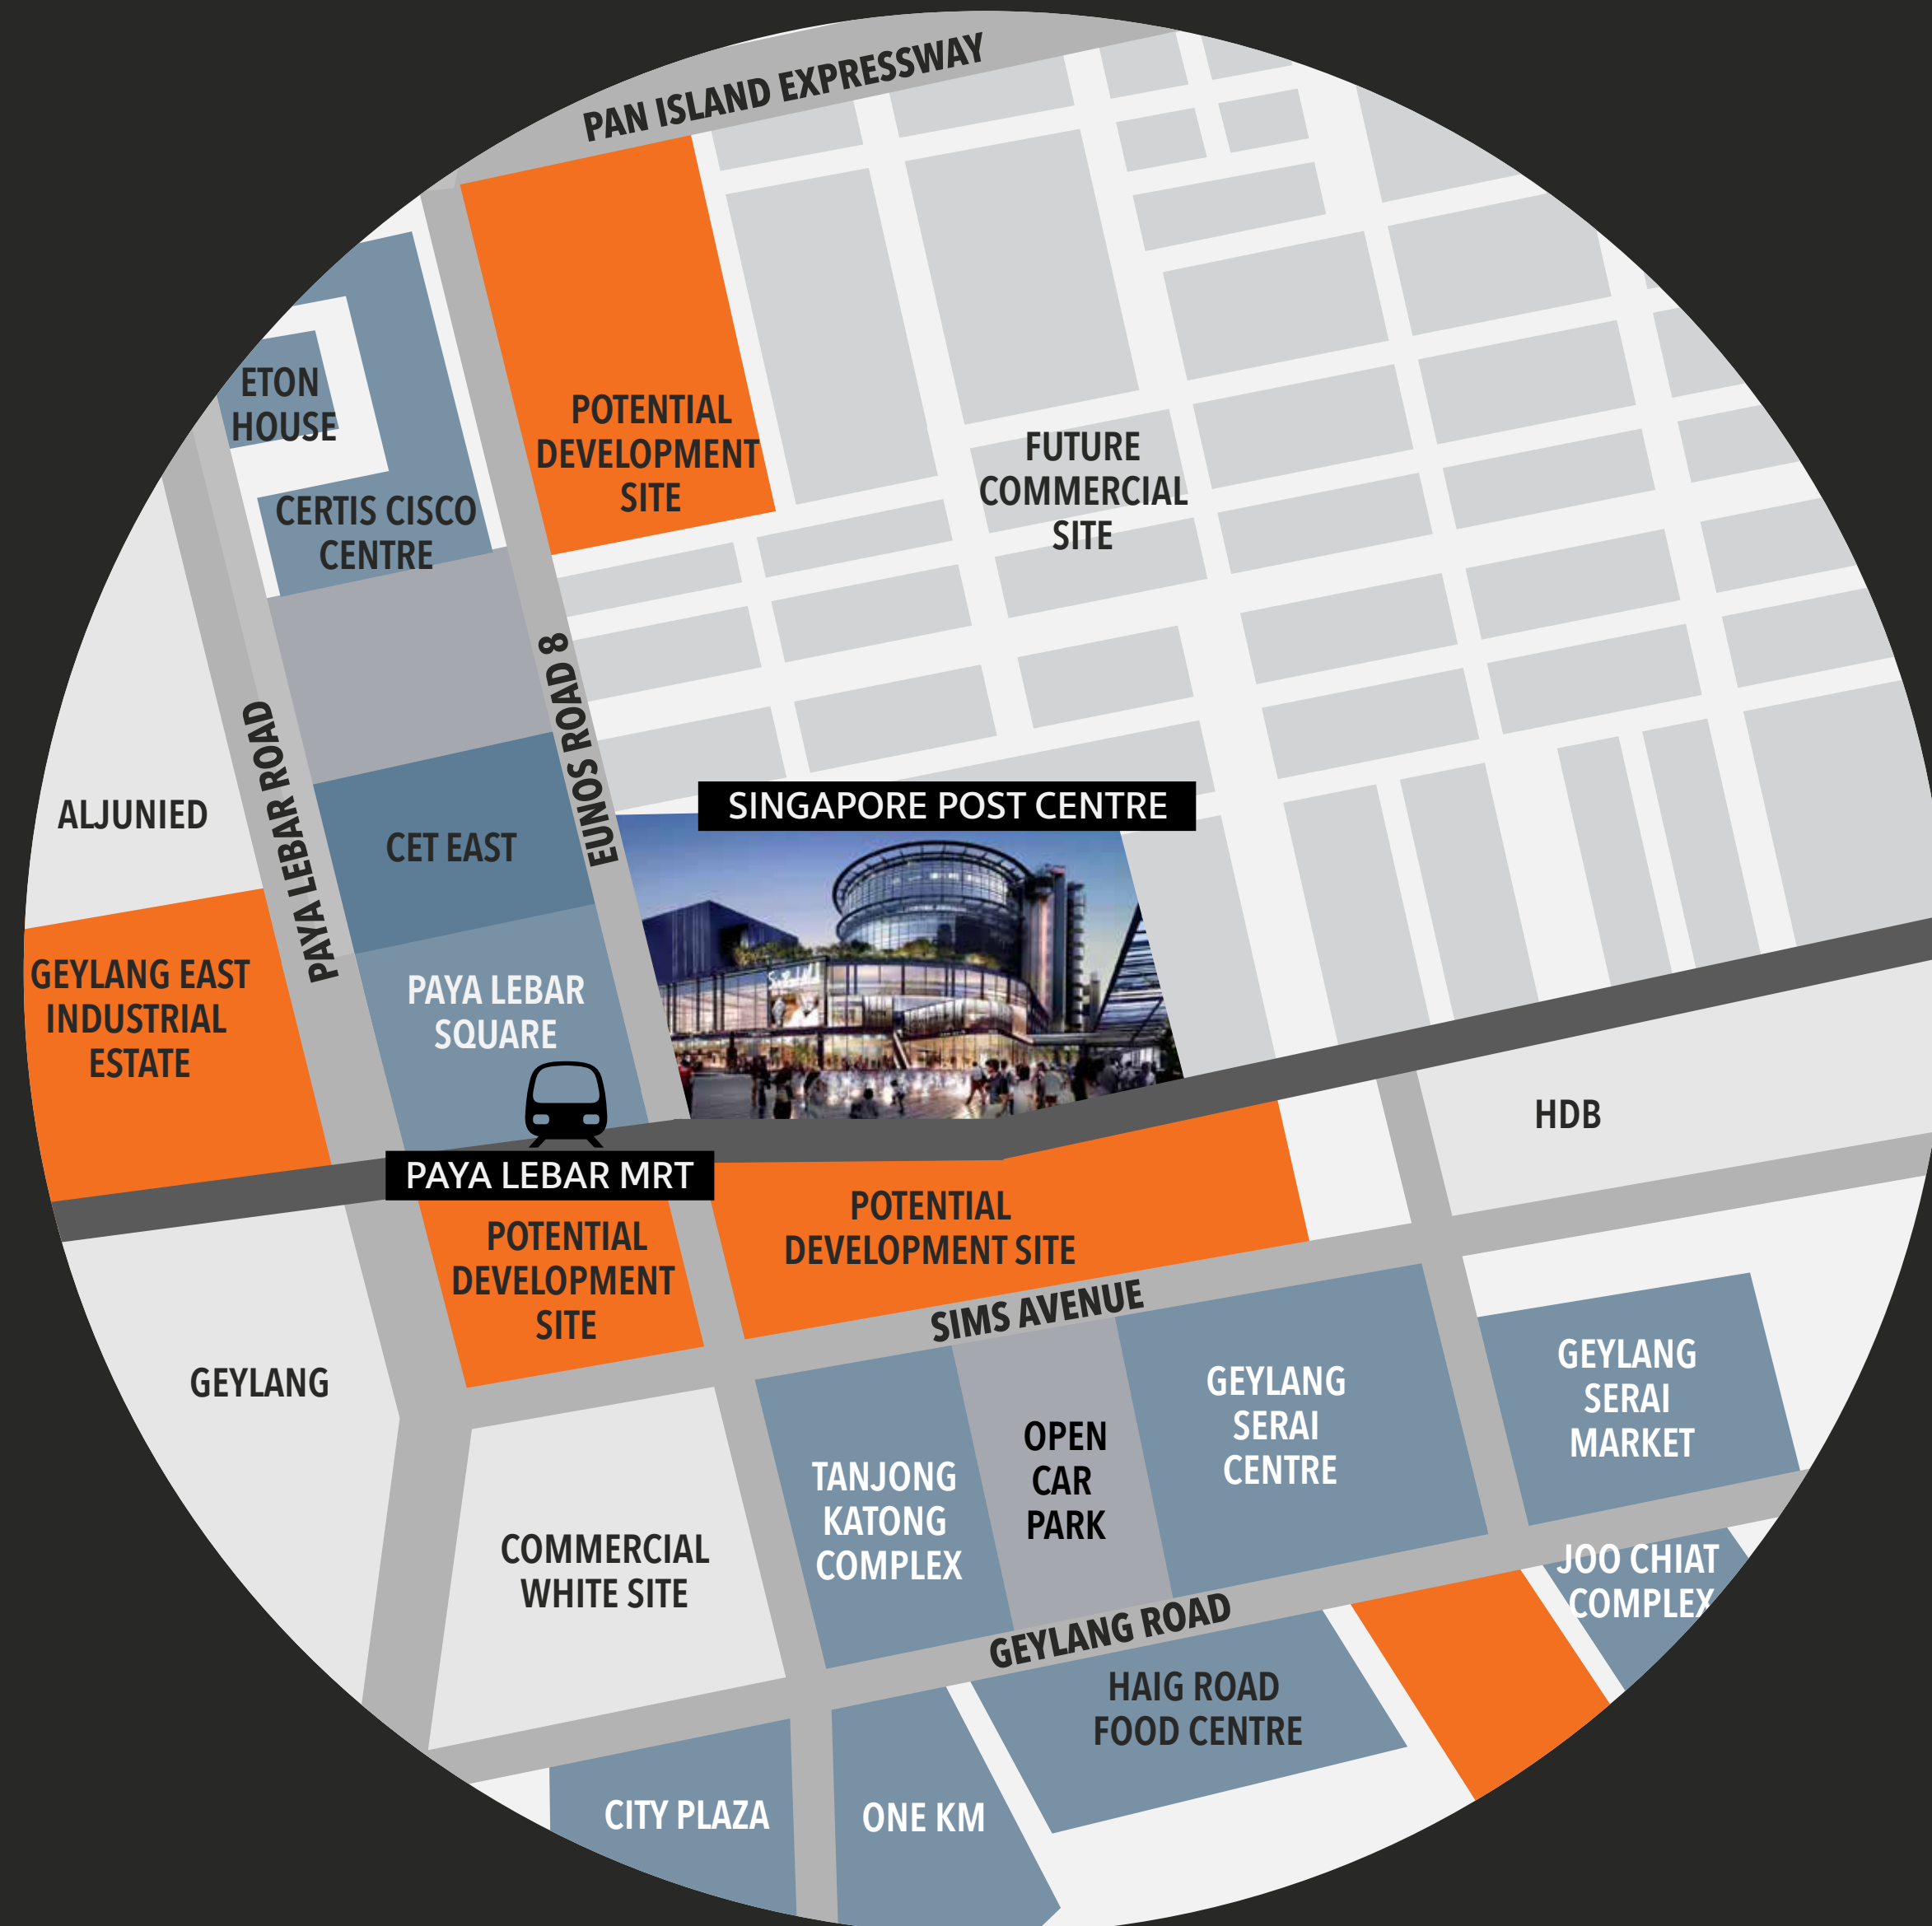 PAN ISLAND EXPRESSWAY
ETON
HOUSE
POTENTIAL
DEVELOPMENT
SITE
FUTURE
COMMERCIAL
SITE
CERTIS CISCO
CENTRE
EUNOS ROAD 8
PAYA LEBAR ROAD
ALJUNIED
CET EAST
SINGAPORE POST CENTRE
GEYLANG EAST
INDUSTRIAL
ESTATE
PAYA LEBAR
SQUARE
HDB
PAYA LEBAR MRT
POTENTIAL
DEVELOPMENT SITE
POTENTIAL
DEVELOPMENT
SITE
SIMS AVENUE
GEYLANG
GEYLANG
SERAI
CENTRE
GEYLANG
SERAI
MARKET
OPEN
CAR
PARK
TANJONG
KATONG
COMPLEX
COMMERCIAL
WHITE SITE
JOO CHIAT
COMPLEX
GEYLANG ROAD
HAIG ROAD
FOOD CENTRE
CITY PLAZA
ONE KM